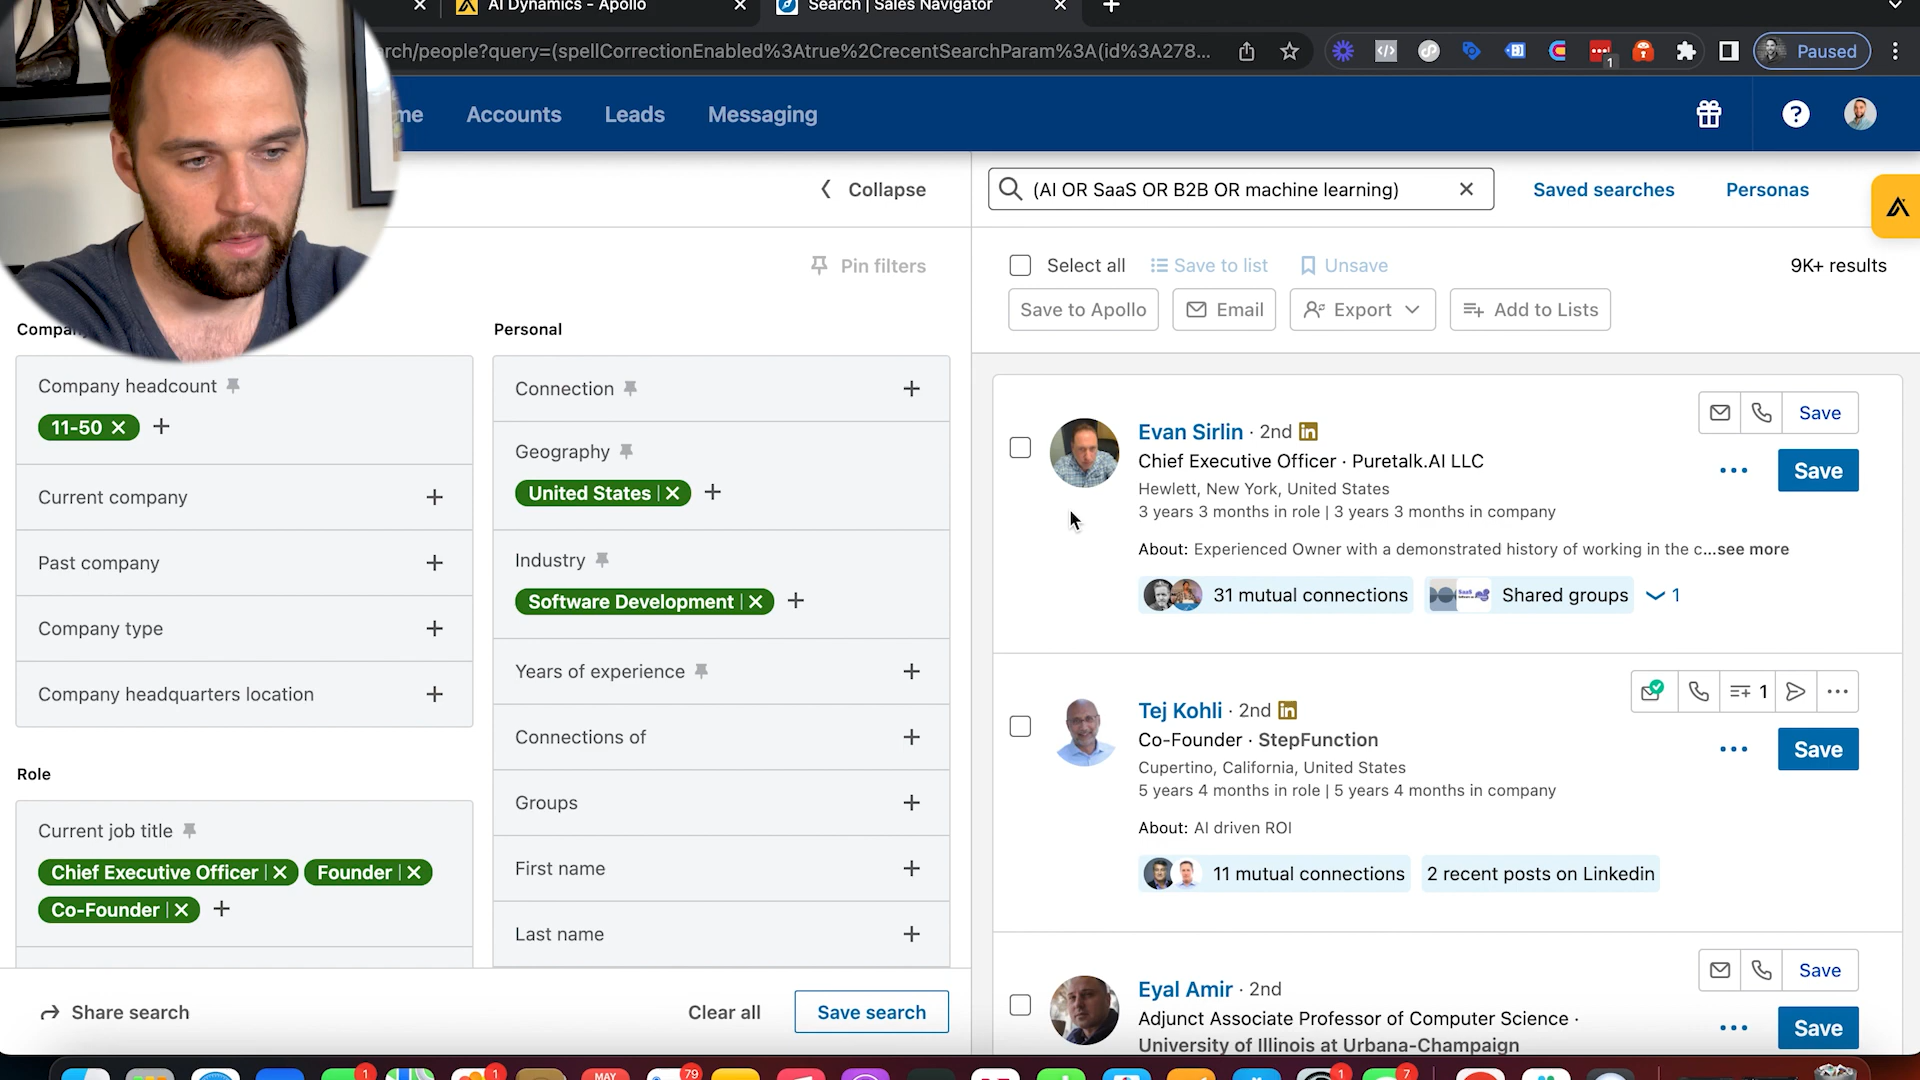 AI Dynamics - Apollo
Search | Sales Navigator
rch/people?query=(spellCorrectionEnabled%3Atrue%2CrecentSearchParam%3A(id%3A278...
1
Paused
me
Accounts
Leads
Messaging
Collapse
(AI OR SaaS OR B2B OR machine learning)
Saved searches
Personas
Pin filters
Select all
Save to list
Unsave
9K+ results
Save to Apollo
Email
Export
Add to Lists
Compa
Company headcount
11-50
Current company
Past company
Company type
Company headquarters location
Role
Current job title
Chief Executive Officer
Founder
Co-Founder
Personal
Connection
Geography
United States
Industry
Software Development
Years of experience
Connections of
Groups
First name
Last name
Share search
Clear all
Save search
Save
Evan Sirlin · 2nd in
Chief Executive Officer · Puretalk.AI LLC
Save
Hewlett, New York, United States
3 years 3 months in role | 3 years 3 months in company
About: Experienced Owner with a demonstrated history of working in the c...see more
31 mutual connections
Shared groups
1
1
Tej Kohli · 2nd in
Co-Founder · StepFunction
Save
Cupertino, California, United States
5 years 4 months in role | 5 years 4 months in company
About: AI driven ROI
11 mutual connections
2 recent posts on Linkedin
Save
Eyal Amir · 2nd
Adjunct Associate Professor of Computer Science ·
Save
University of Illinois at Urbana-Champaign
1
1
MAY
79
1
7